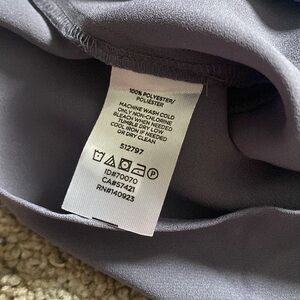 100% POLYESTER/
POLIÉSTER
MACHINE WASH COLD
ONLY NON-CHLORINE
BLEACH WHEN NEEDED
TUMBLE DRY LOW
COOL IRON IF NEEDED
OR DRY CLEAN
512797
P
ID#70070
CA#57421
RN#140923